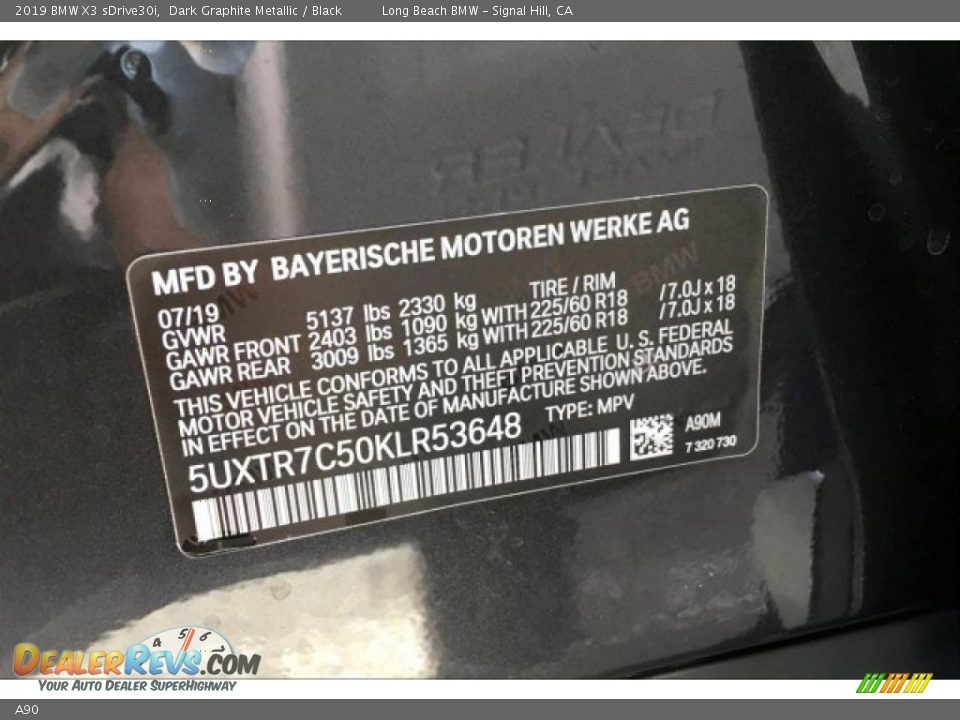 2019 BMW X3 sDrive30i, Dark Graphite Metallic / Black Long Beach BMW - Signal Hill, CA
MFD BY BAYERISCHE MOTOREN WERKE AG
07/19 TIRE / RIM
GVWR 5137 lbs 2330 kg
GAWR FRONT 2403 lbs 1090 kg WITH 225/60 R18 /7.0J x 18
GAWR REAR 3009 lbs 1365 kg WITH 225/60 R18 /7.0J x 18
THIS VEHICLE CONFORMS TO ALL APPLICABLE U. S. FEDERAL
MOTOR VEHICLE SAFETY AND THEFT PREVENTION STANDARDS
IN EFFECT ON THE DATE OF MANUFACTURE SHOWN ABOVE.
5UXTR7C50KLR53648 TYPE: MPV
A90M
7 320 730
4 5 6
DealerRevs.com
Your Auto Dealer SuperHighway
A90